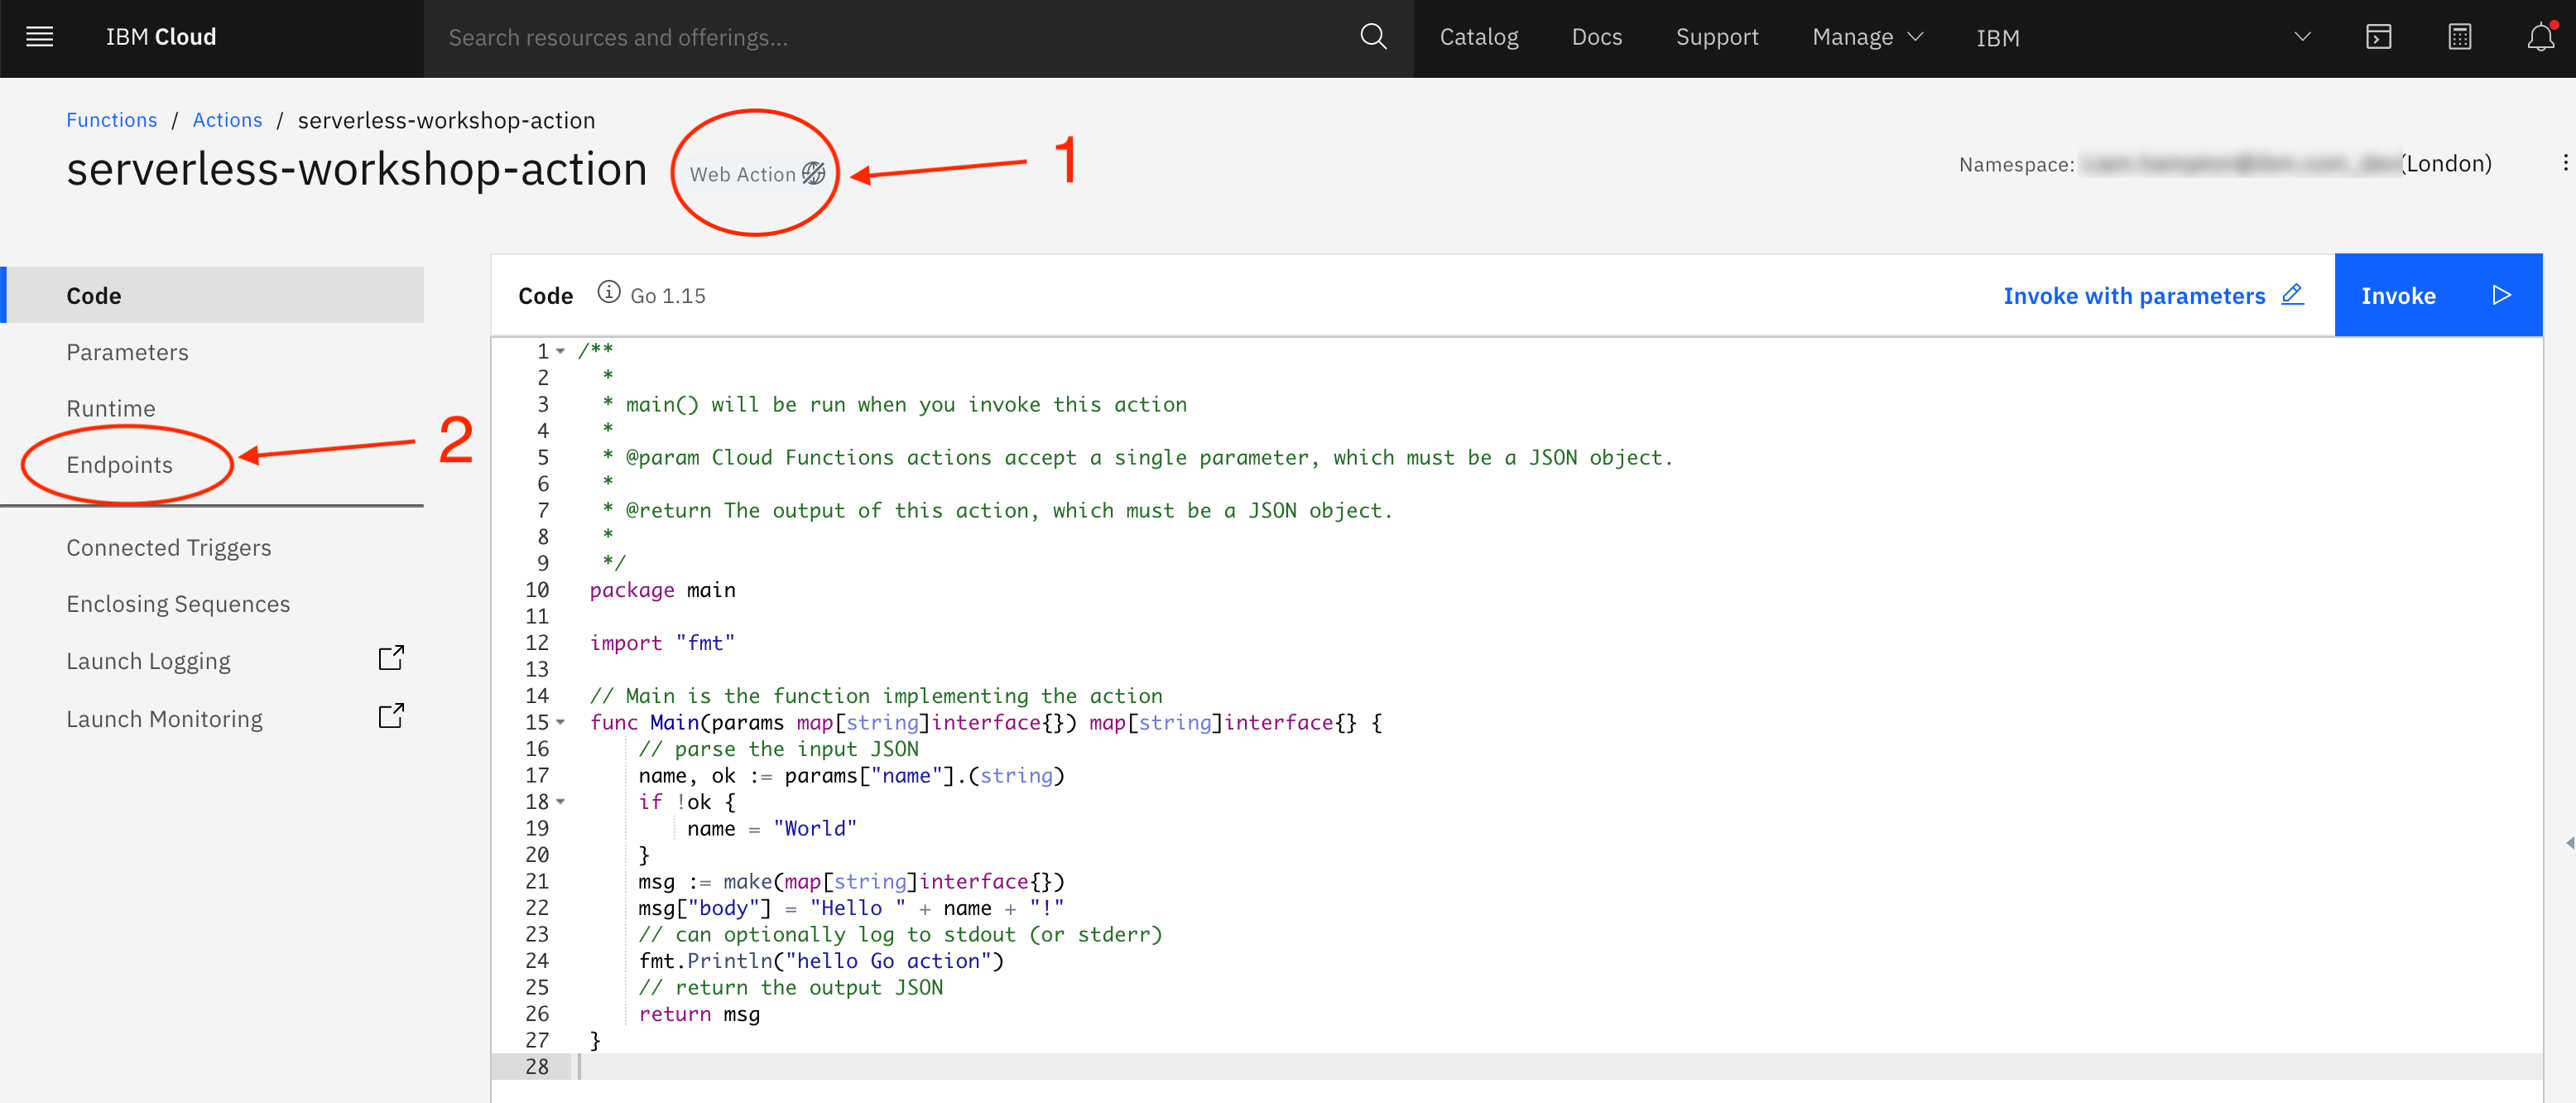 IBM Cloud
Search resources and offerings...
Catalog
Docs
Support
Manage
IBM
Functions / Actions / serverless-workshop-action
serverless-workshop-action
Web Action
1
Namespace: (London)
Code
Parameters
Runtime
Endpoints
2
Connected Triggers
Enclosing Sequences
Launch Logging
Launch Monitoring
Code
Go 1.15
Invoke with parameters
Invoke
1 /**
2 *
3 * main() will be run when you invoke this action
4 *
5 * @param Cloud Functions actions accept a single parameter, which must be a JSON object.
6 *
7 * @return The output of this action, which must be a JSON object.
8 *
9 */
10 package main
11
12 import "fmt"
13
14 // Main is the function implementing the action
15 func Main(params map[string]interface{}) map[string]interface{} {
16 // parse the input JSON
17 name, ok := params["name"].(string)
18 if !ok {
19 name = "World"
20 }
21 msg := make(map[string]interface{})
22 msg["body"] = "Hello " + name + "!"
23 // can optionally log to stdout (or stderr)
24 fmt.Println("hello Go action")
25 // return the output JSON
26 return msg
27 }
28